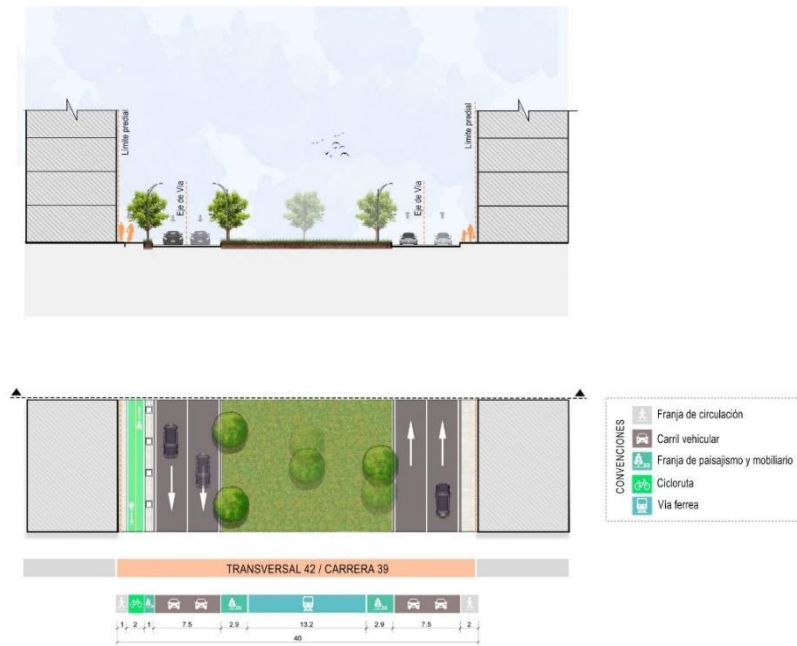 Límite predial
Eje de Vía
Eje de Vía
Límite predial
CONVENCIONES
Franja de circulación
Carril vehicular
Franja de paisajismo y mobiliario
Cicloruta
Vía ferrea
TRANSVERSAL 42 / CARRERA 39
1 2 1 7.5 2.9 13.2 2.9 7.5 2
40